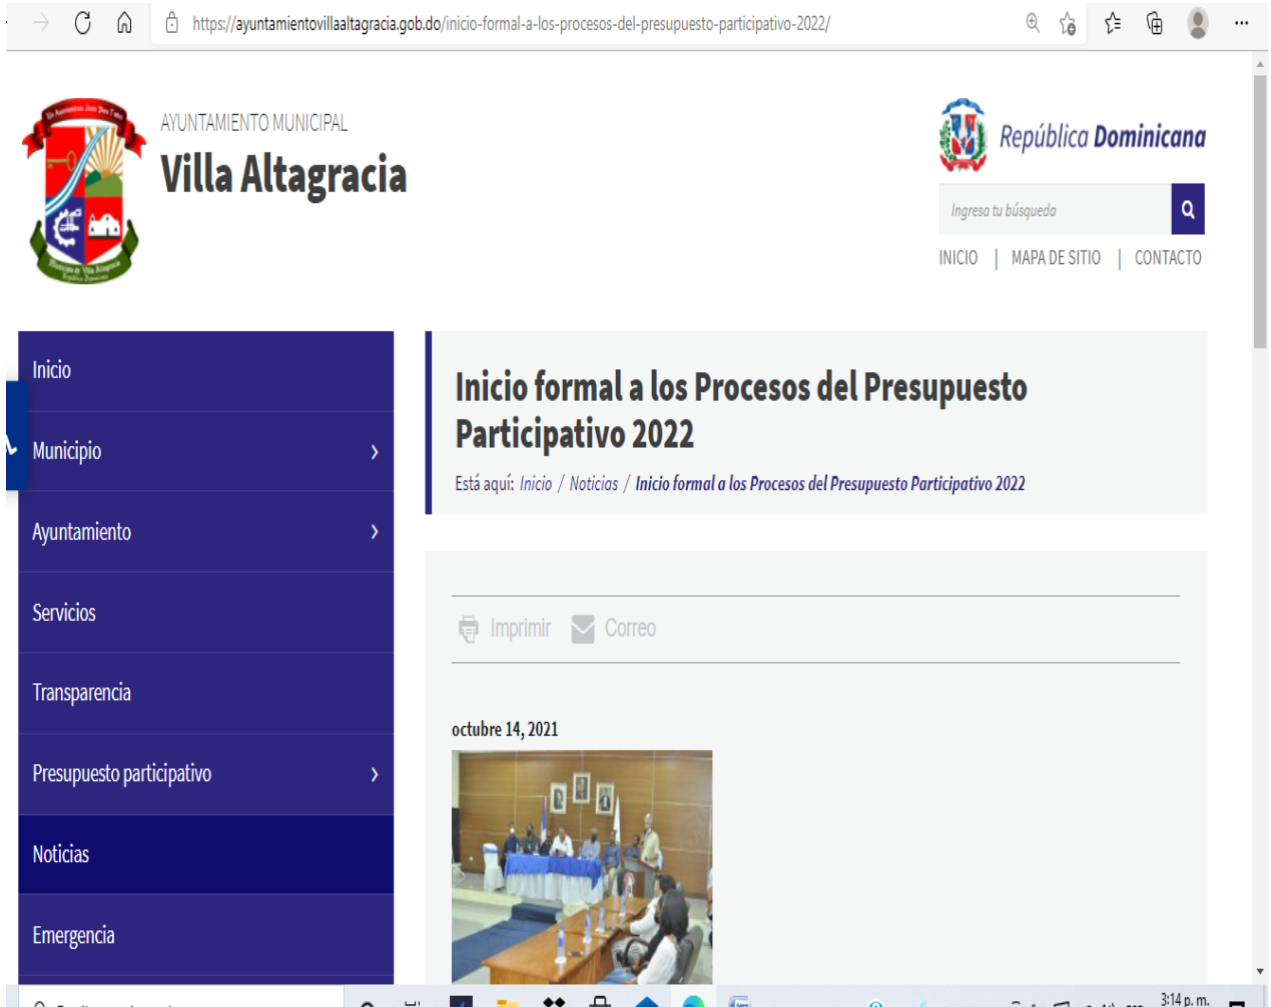 https://ayuntamientovillaaltagracia.gob.do/inicio-formal-a-los-procesos-del-presupuesto-participativo-2022/
AYUNTAMIENTO MUNICIPAL
Villa Altagracia
República Dominicana
Ingresa tu búsqueda
INICIO | MAPA DE SITIO | CONTACTO
Inicio
Municipio
Ayuntamiento
Servicios
Transparencia
Presupuesto participativo
Noticias
Emergencia
Inicio formal a los Procesos del Presupuesto
Participativo 2022
Está aquí: Inicio / Noticias / Inicio formal a los Procesos del Presupuesto Participativo 2022
Imprimir Correo
octubre 14, 2021
3:14 p. m.